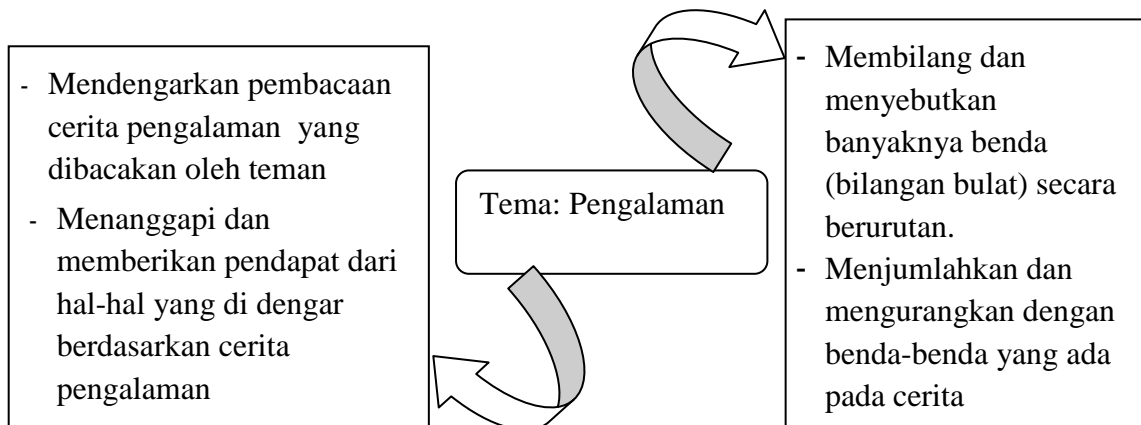 - Mendengarkan pembacaan
cerita pengalaman yang
dibacakan oleh teman
- Menanggapi dan
memberikan pendapat dari
hal-hal yang di dengar
berdasarkan cerita
pengalaman
Tema: Pengalaman
- Membilang dan
menyebutkan
banyaknya benda
(bilangan bulat) secara
berurutan.
- Menjumlahkan dan
mengurangkan dengan
benda-benda yang ada
pada cerita